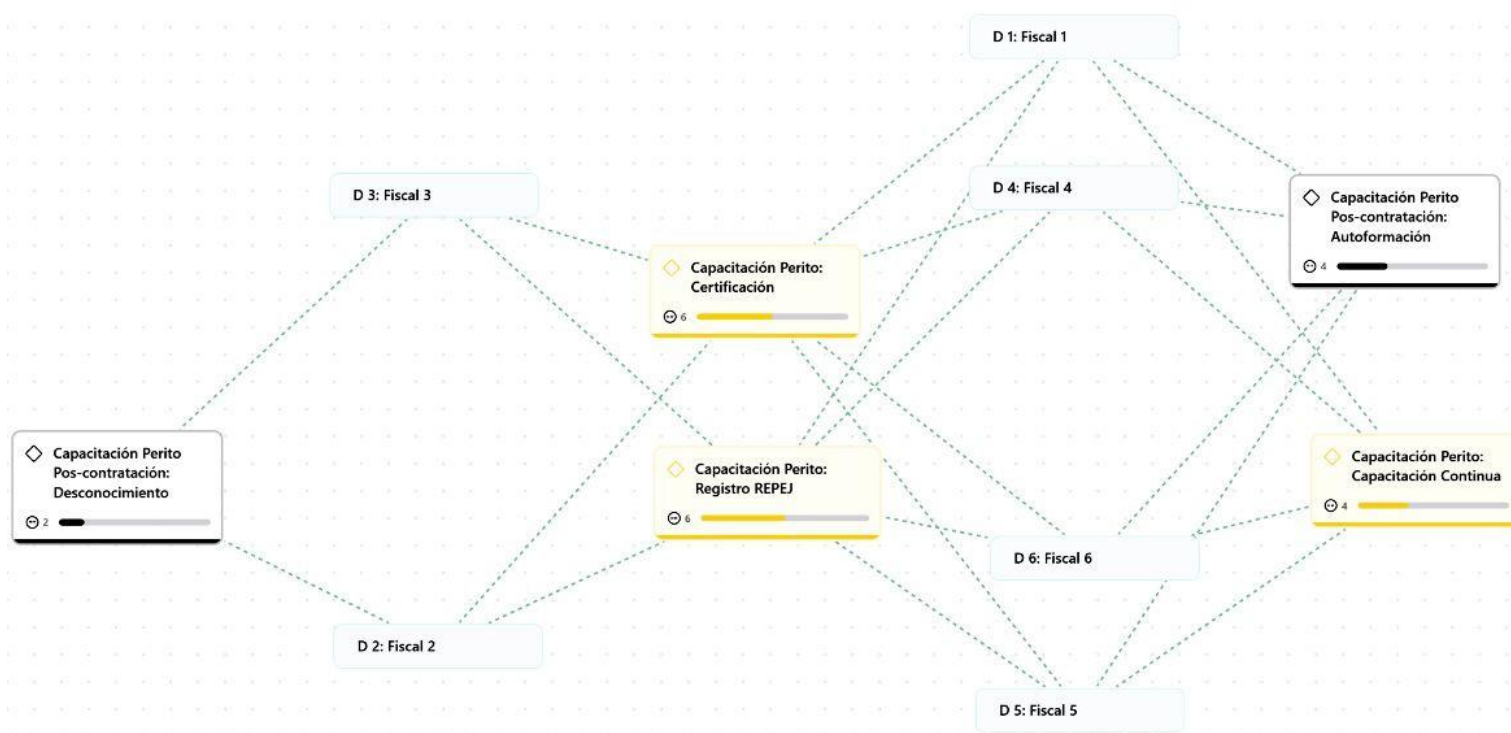 D 1: Fiscal 1
D 3: Fiscal 3
D 4: Fiscal 4
Capacitación Perito
Pos-contratación:
Autoformación
4
Capacitación Perito:
Certificación
6
Capacitación Perito
Pos-contratación:
Desconocimiento
2
Capacitación Perito:
Registro REPEJ
6
Capacitación Perito:
Capacitación Continua
4
D 6: Fiscal 6
D 2: Fiscal 2
D 5: Fiscal 5